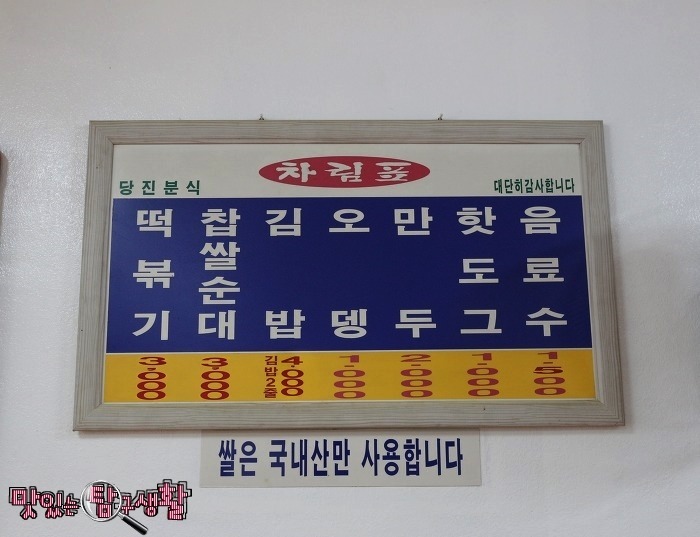 차림표
당진분식
대단히감사합니다
떡볶기
찹쌀순대
김밥
오뎅
만두
핫도그
음료수
3.000
3.000
김밥2줄 4.000
1.000
2.000
1.000
1.500
쌀은 국내산만 사용합니다
맛있는 탐구생활